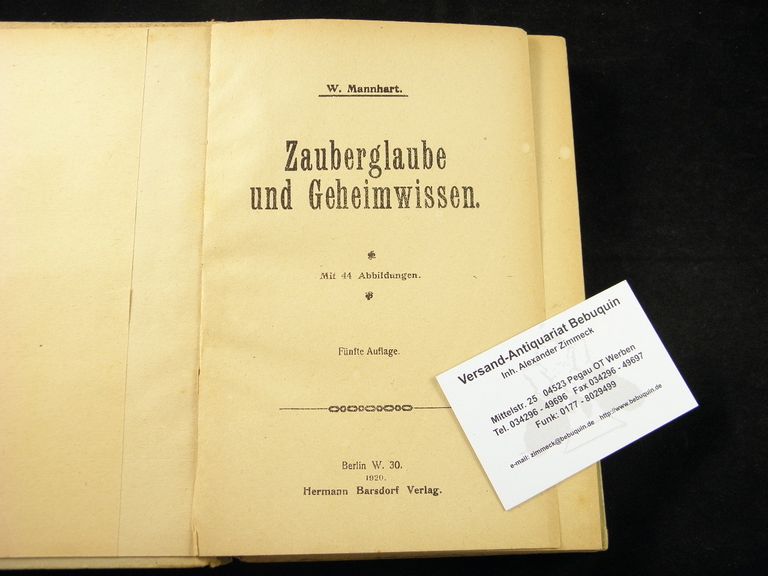 W. Mannhart.
Zauberglaube
und Geheimwissen.
Mit 44 Abbildungen.
Fünfte Auflage.
Berlin W. 30.
1920.
Hermann Barsdorf Verlag.
Versand-Antiquariat Bebuquin
Inh. Alexander Zimmeck
Mittelstr. 25 04523 Pegau OT Werben
Tel. 034296 - 49696 Fax 034296 - 49697
Funk: 0177 - 8029499
e-mail: zimmeck@bebuquin.de http://www.bebuquin.de